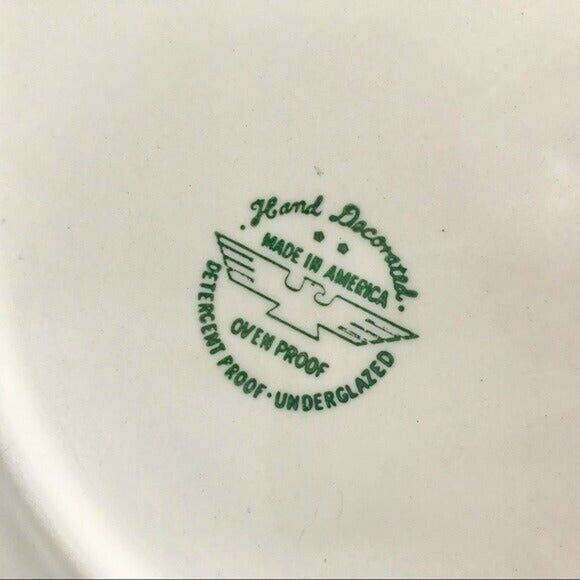 Hand Decorated
MADE IN AMERICA
OVEN PROOF
DETERGENT PROOF · UNDERGLAZED